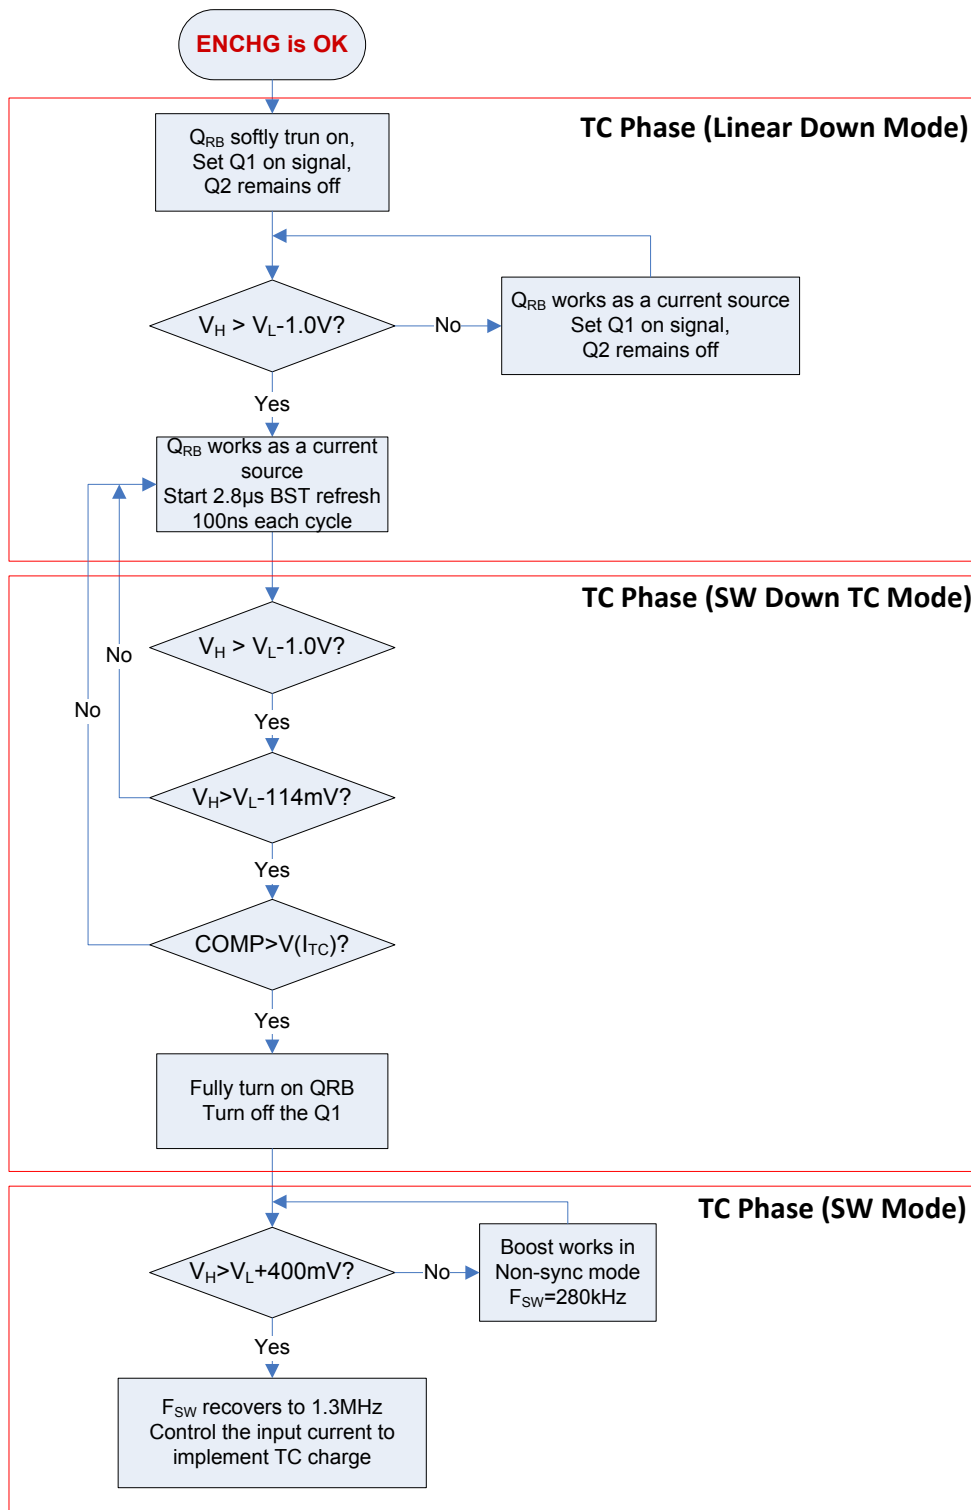 ENCHG is OK
TC Phase (Linear Down Mode)
QRB softly trun on,
Set Q1 on signal,
Q2 remains off
VH > VL-1.0V?
No
QRB works as a current source
Set Q1 on signal,
Q2 remains off
Yes
QRB works as a current
source
Start 2.8µs BST refresh
100ns each cycle
TC Phase (SW Down TC Mode)
VH > VL-1.0V?
No
No
Yes
VH>VL-114mV?
Yes
COMP>V(ITC)?
Yes
Fully turn on QRB
Turn off the Q1
TC Phase (SW Mode)
VH>VL+400mV?
No
Boost works in
Non-sync mode
FSW=280kHz
Yes
FSW recovers to 1.3MHz
Control the input current to
implement TC charge